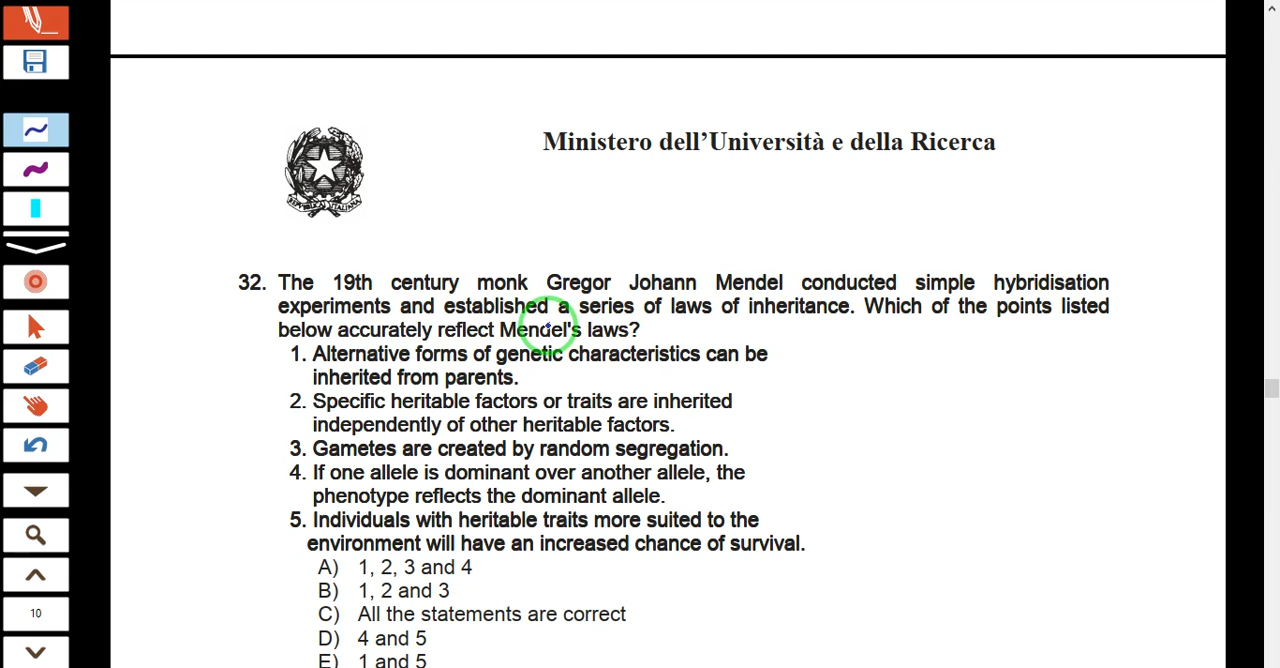 Ministero dell’Università e della Ricerca
REPVBBLICA ITALIANA
32. The 19th century monk Gregor Johann Mendel conducted simple hybridisation
experiments and established a series of laws of inheritance. Which of the points listed
below accurately reflect Mendel's laws?
1. Alternative forms of genetic characteristics can be
inherited from parents.
2. Specific heritable factors or traits are inherited
independently of other heritable factors.
3. Gametes are created by random segregation.
4. If one allele is dominant over another allele, the
phenotype reflects the dominant allele.
5. Individuals with heritable traits more suited to the
environment will have an increased chance of survival.
A) 1, 2, 3 and 4
B) 1, 2 and 3
C) All the statements are correct
D) 4 and 5
E) 1 and 5
10